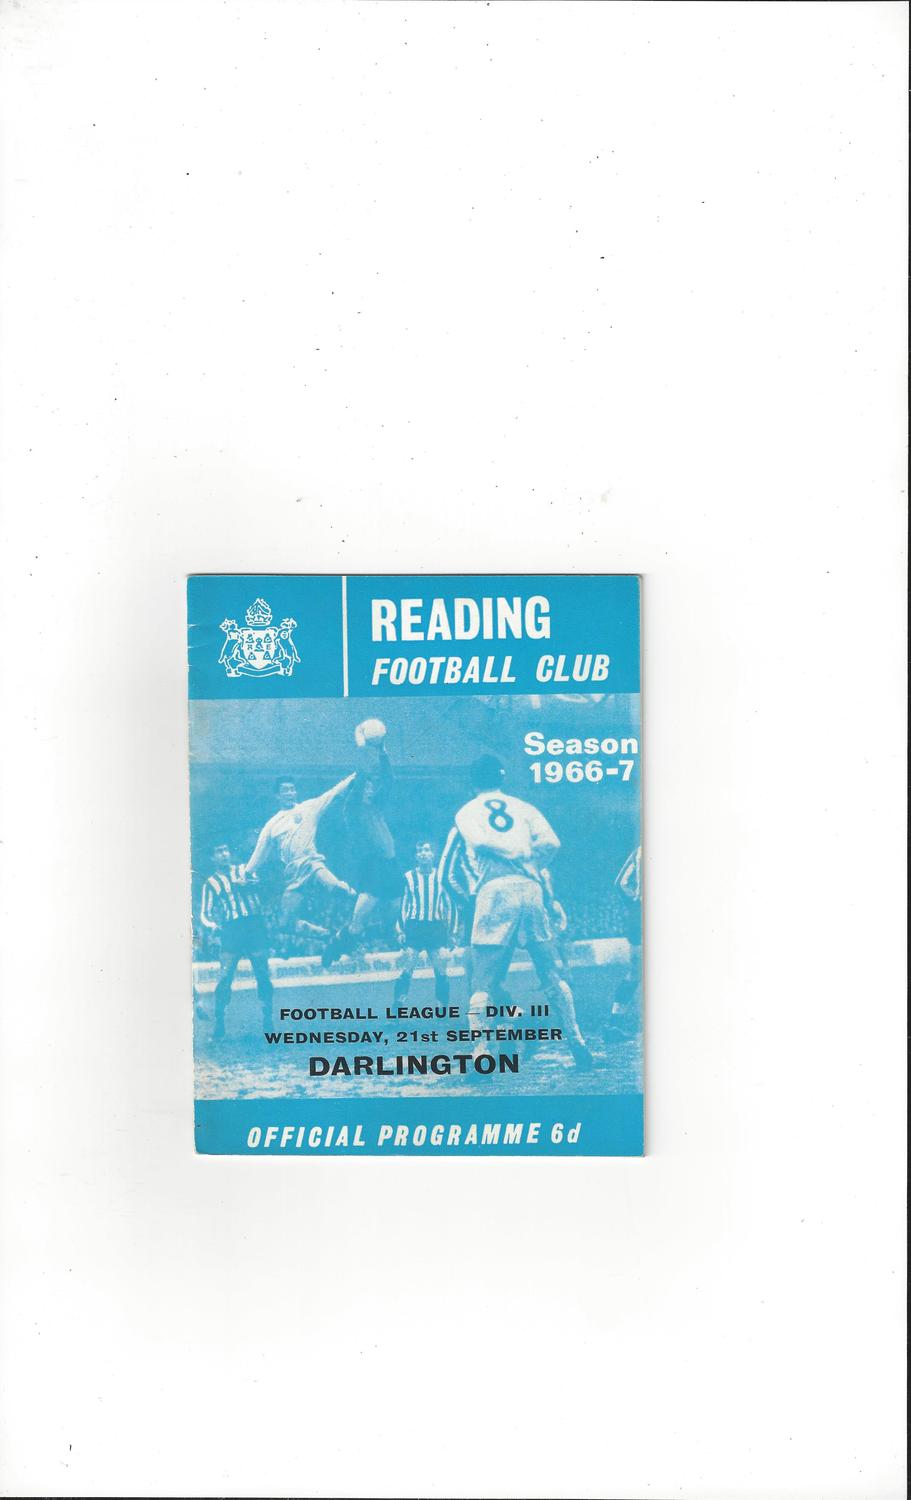 READING
FOOTBALL CLUB
Season
1966-7
8
FOOTBALL LEAGUE — DIV. III
WEDNESDAY, 21st SEPTEMBER
DARLINGTON
OFFICIAL PROGRAMME 6d